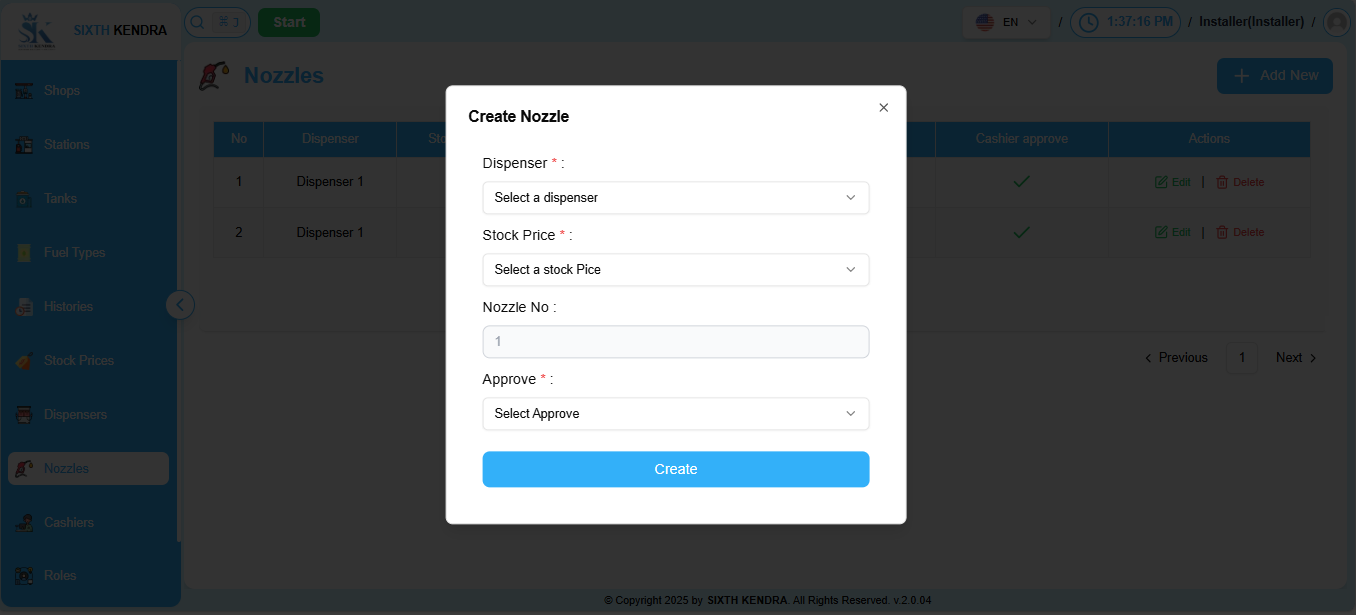 SIXTH KENDRA
⌘ J
Start
EN
/
1:37:16 PM
/
Installer(Installer)
/
Shops
Stations
Tanks
Fuel Types
Histories
Stock Prices
Dispensers
Nozzles
Cashiers
Roles
Nozzles
Add New
No
Dispenser
Sto
Cashier approve
Actions
1
Dispenser 1
Edit | Delete
2
Dispenser 1
Edit | Delete
Previous
1
Next
Create Nozzle
Dispenser * :
Select a dispenser
Stock Price * :
Select a stock Pice
Nozzle No :
1
Approve * :
Select Approve
Create
© Copyright 2025 by SIXTH KENDRA. All Rights Reserved. v.2.0.04